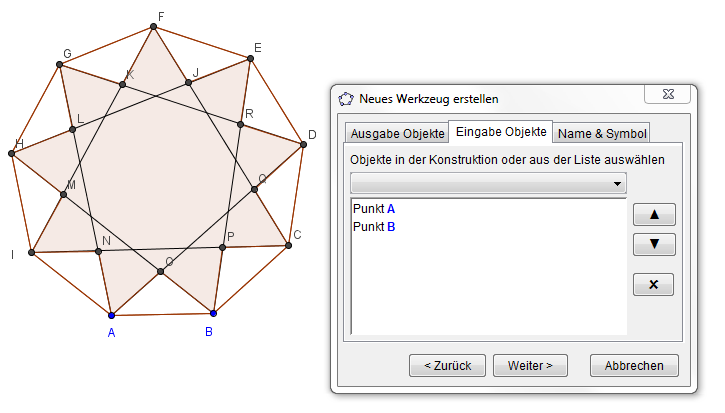 F
G
E
K
J
L
R
H
D
M
Q
N
P
C
I
O
A
B
Neues Werkzeug erstellen
Ausgabe Objekte
Eingabe Objekte
Name & Symbol
Objekte in der Konstruktion oder aus der Liste auswählen
Punkt A
Punkt B
< Zurück
Weiter >
Abbrechen